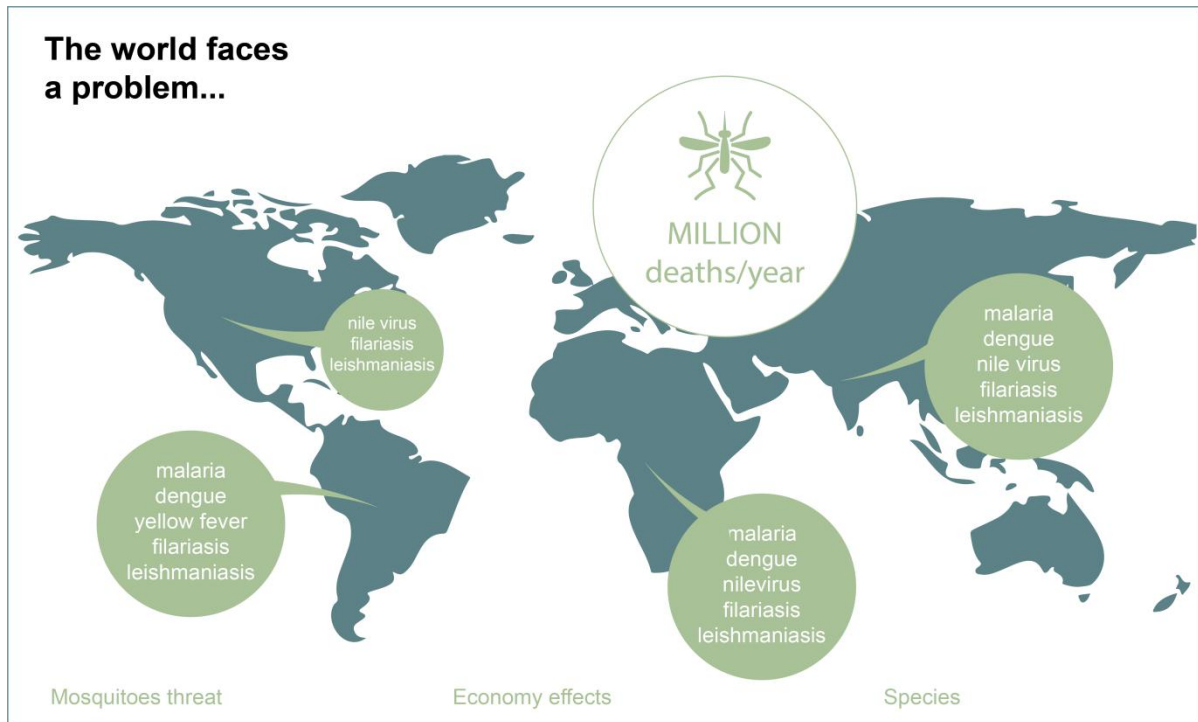 The world faces
a problem...
MILLION
deaths/year
nile virus
filariasis
leishmaniasis
malaria
dengue
nile virus
filariasis
leishmaniasis
malaria
dengue
yellow fever
filariasis
leishmaniasis
malaria
dengue
nilevirus
filariasis
leishmaniasis
Mosquitoes threat
Economy effects
Species